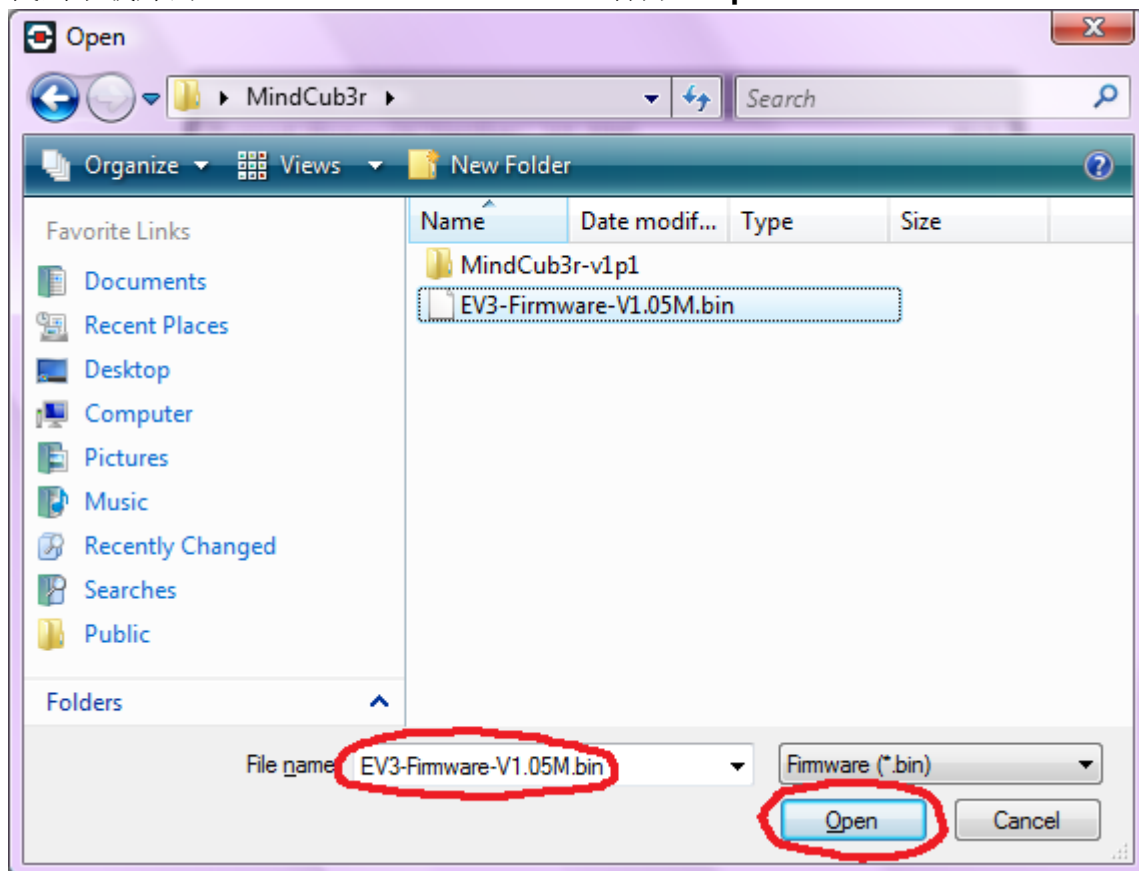 Open
MindCub3r
Search
Organize Views New Folder
Favorite Links
Documents
Recent Places
Desktop
Computer
Pictures
Music
Recently Changed
Searches
Public
Folders
Name Date modif... Type Size
MindCub3r-v1p1
EV3-Firmware-V1.05M.bin
File name: EV3-Firmware-V1.05M.bin Firmware (*.bin)
Open Cancel